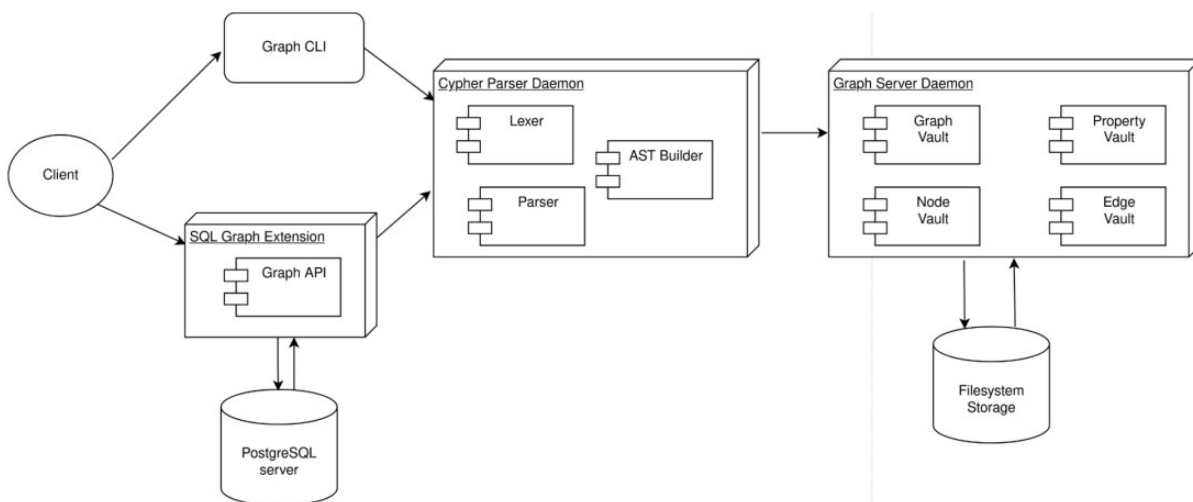 Graph CLI
Client
SQL Graph Extension
Graph API
PostgreSQL
server
Cypher Parser Daemon
Lexer
AST Builder
Parser
Graph Server Daemon
Graph
Vault
Property
Vault
Node
Vault
Edge
Vault
Filesystem
Storage